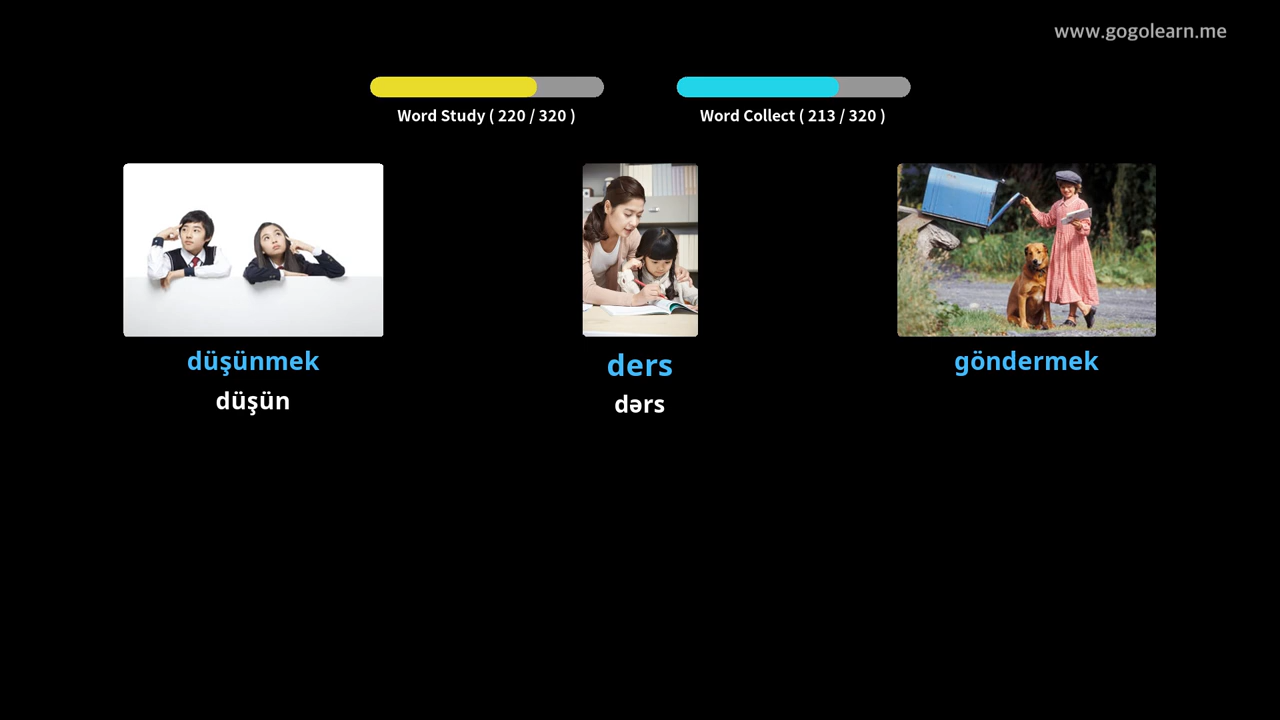 www.gogolearn.me
Word Study ( 220 / 320 )
Word Collect ( 213 / 320 )
düşünmek
düşün
ders
dərs
göndermek